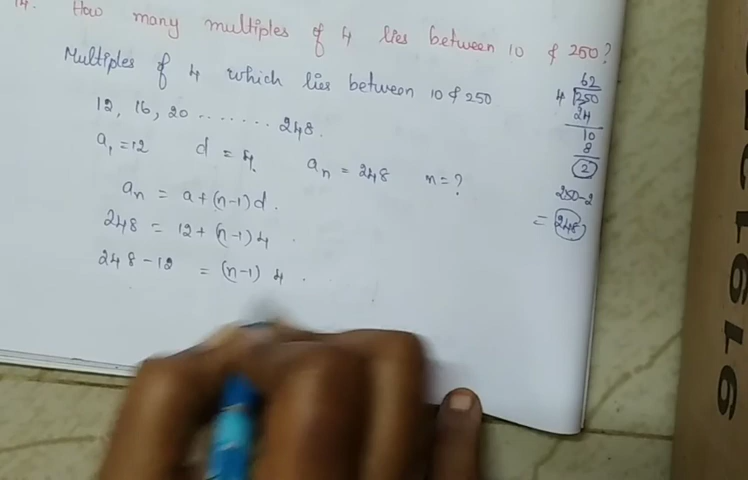 14. How many multiples of 4 lies between 10 & 250?
Multiples of 4 which lies between 10 & 250
12, 16, 20 ....... 248.
a, = 12 d = 4. an = 248 n = ?
an = a + (n-1) d.
248 = 12 + (n-1) 4
248 - 12 = (n-1) 4
62
4 250
24
10
8
2
250-2
= 248